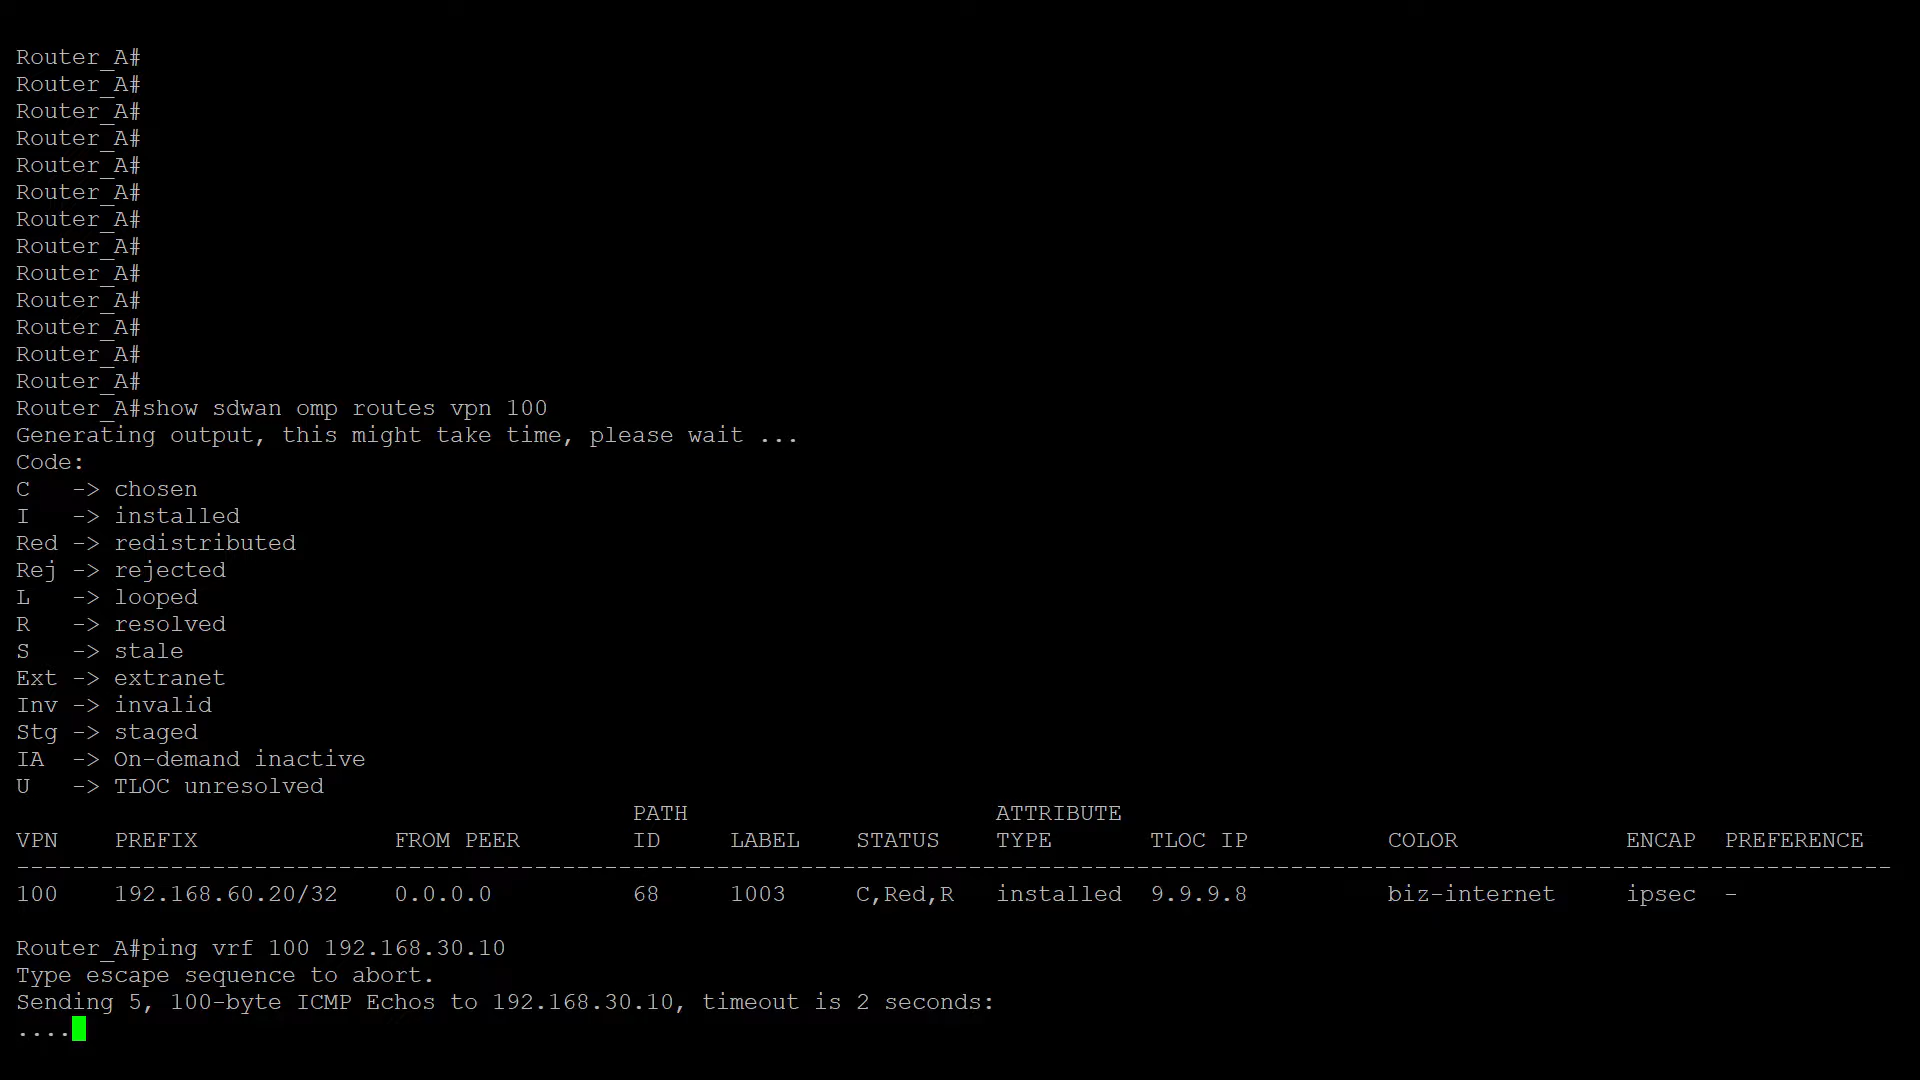 Router_A#
Router_A#
Router_A#
Router_A#
Router_A#
Router_A#
Router_A#
Router_A#
Router_A#
Router_A#
Router_A#
Router_A#
Router_A#
Router_A#show sdwan omp routes vpn 100
Generating output, this might take time, please wait ...
Code:
C   -> chosen
I   -> installed
Red -> redistributed
Rej -> rejected
L   -> looped
R   -> resolved
S   -> stale
Ext -> extranet
Inv -> invalid
Stg -> staged
IA  -> On-demand inactive
U   -> TLOC unresolved
                                            PATH                      ATTRIBUTE
VPN    PREFIX              FROM PEER        ID     LABEL    STATUS    TYPE       TLOC IP          COLOR            ENCAP  PREFERENCE
--------------------------------------------------------------------------------------------------------------------------------------
100    192.168.60.20/32    0.0.0.0          68     1003     C,Red,R   installed  9.9.9.8          biz-internet     ipsec  -
Router_A#ping vrf 100 192.168.30.10
Type escape sequence to abort.
Sending 5, 100-byte ICMP Echos to 192.168.30.10, timeout is 2 seconds:
....